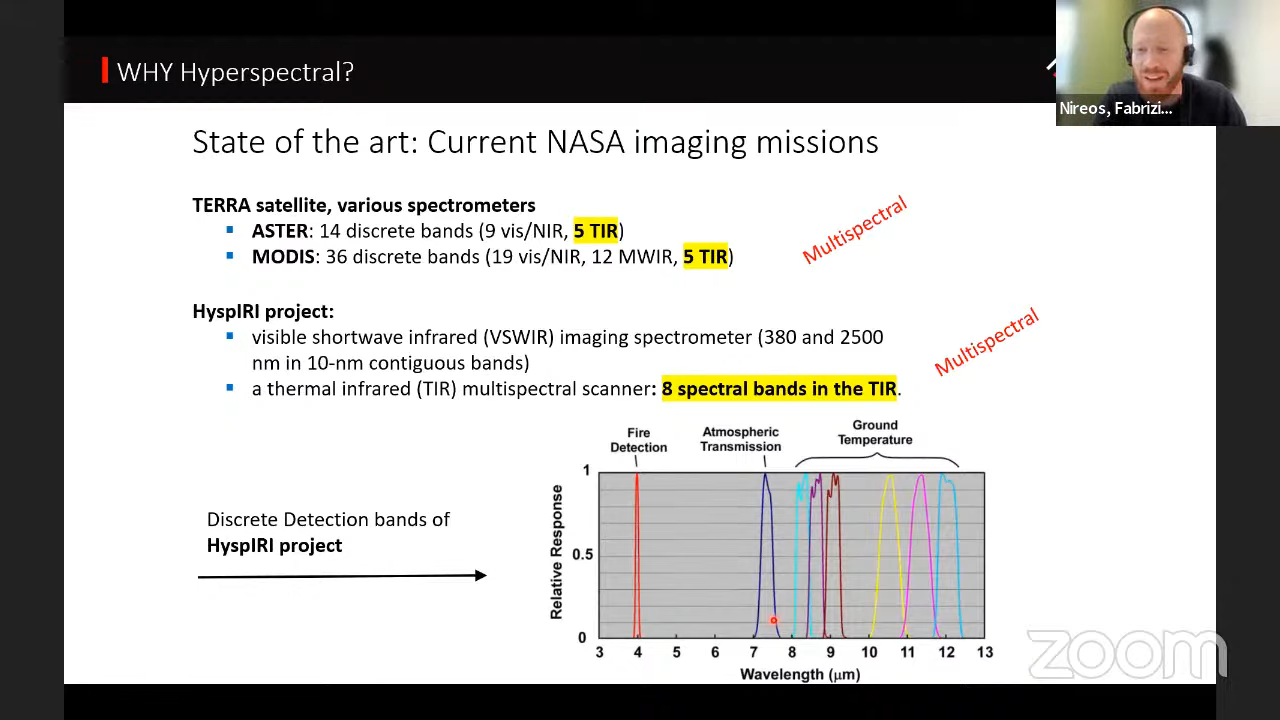 WHY Hyperspectral?
Nireos, Fabrizi...
State of the art: Current NASA imaging missions
TERRA satellite, various spectrometers
ASTER: 14 discrete bands (9 vis/NIR, 5 TIR)
MODIS: 36 discrete bands (19 vis/NIR, 12 MWIR, 5 TIR)
Multispectral
HyspIRI project:
visible shortwave infrared (VSWIR) imaging spectrometer (380 and 2500
nm in 10-nm contiguous bands)
a thermal infrared (TIR) multispectral scanner: 8 spectral bands in the TIR.
Multispectral
Discrete Detection bands of
HyspIRI project
Fire
Detection
Atmospheric
Transmission
Ground
Temperature
Relative Response
1
0.5
0
3 4 5 6 7 8 9 10 11 12 13
Wavelength (μm)
zoom